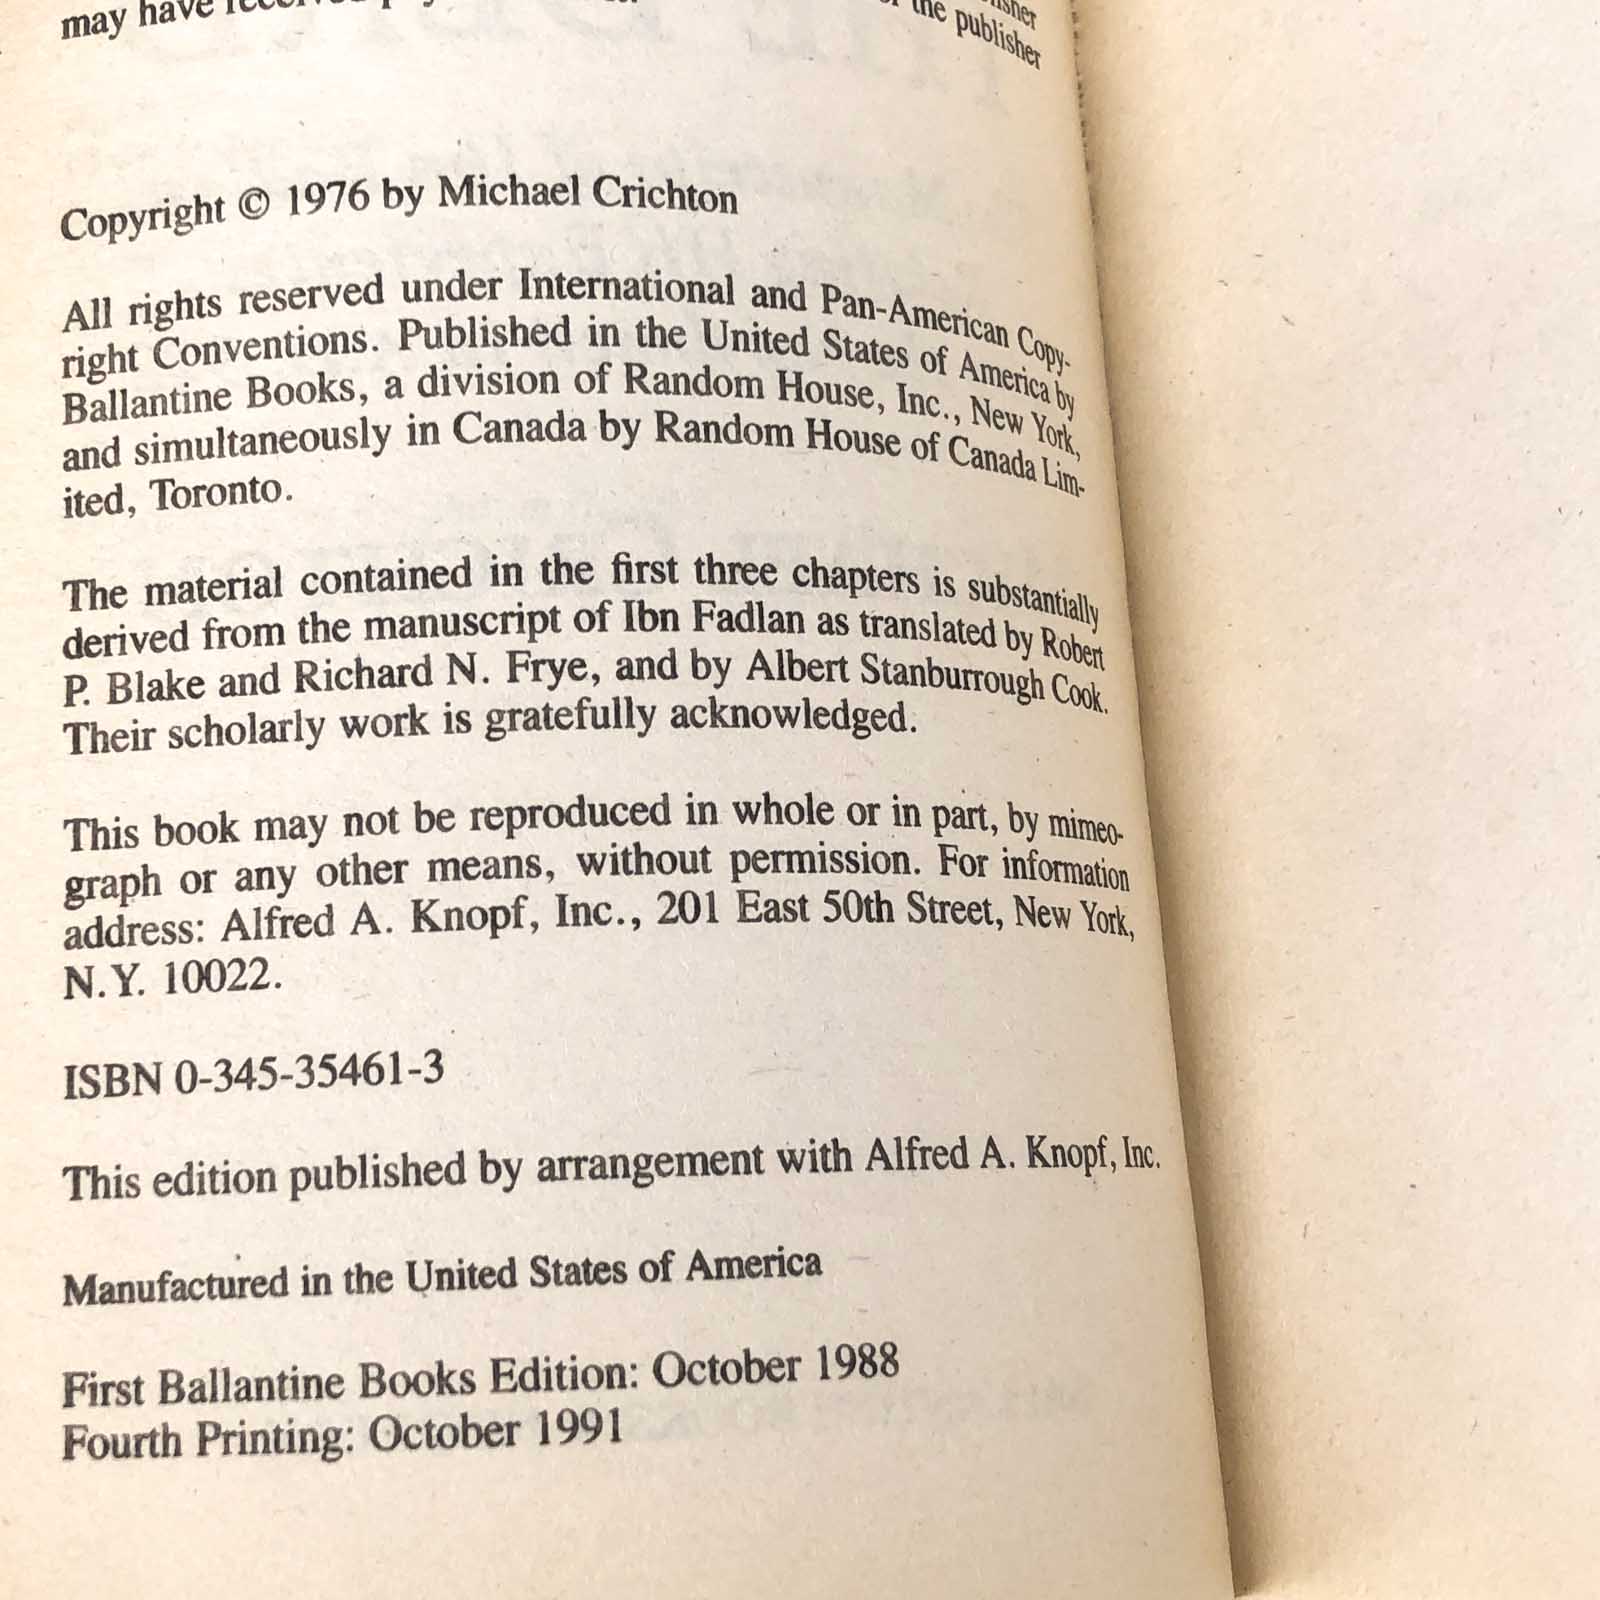 may have
the publisher
Copyright © 1976 by Michael Crichton
All rights reserved under International and Pan-American Copy-
right Conventions. Published in the United States of America by
Ballantine Books, a division of Random House, Inc., New York,
and simultaneously in Canada by Random House of Canada Lim-
ited, Toronto.
The material contained in the first three chapters is substantially
derived from the manuscript of Ibn Fadlan as translated by Robert
P. Blake and Richard N. Frye, and by Albert Stanburrough Cook.
Their scholarly work is gratefully acknowledged.
This book may not be reproduced in whole or in part, by mimeo-
graph or any other means, without permission. For information
address: Alfred A. Knopf, Inc., 201 East 50th Street, New York,
N.Y. 10022.
ISBN 0-345-35461-3
This edition published by arrangement with Alfred A. Knopf, Inc.
Manufactured in the United States of America
First Ballantine Books Edition: October 1988
Fourth Printing: October 1991